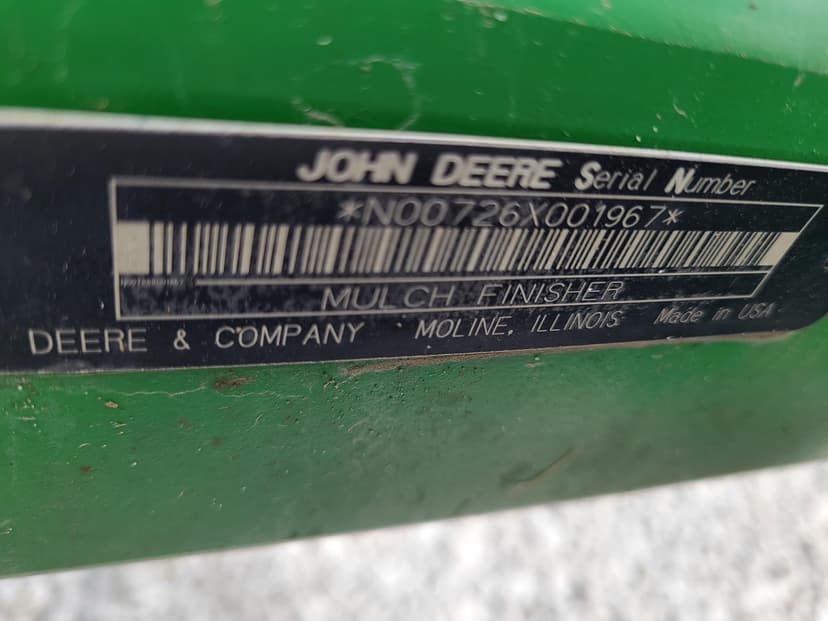 JOHN DEERE Serial Number
*N00726X001967*
MULCH FINISHER
DEERE & COMPANY MOLINE, ILLINOIS Made in USA